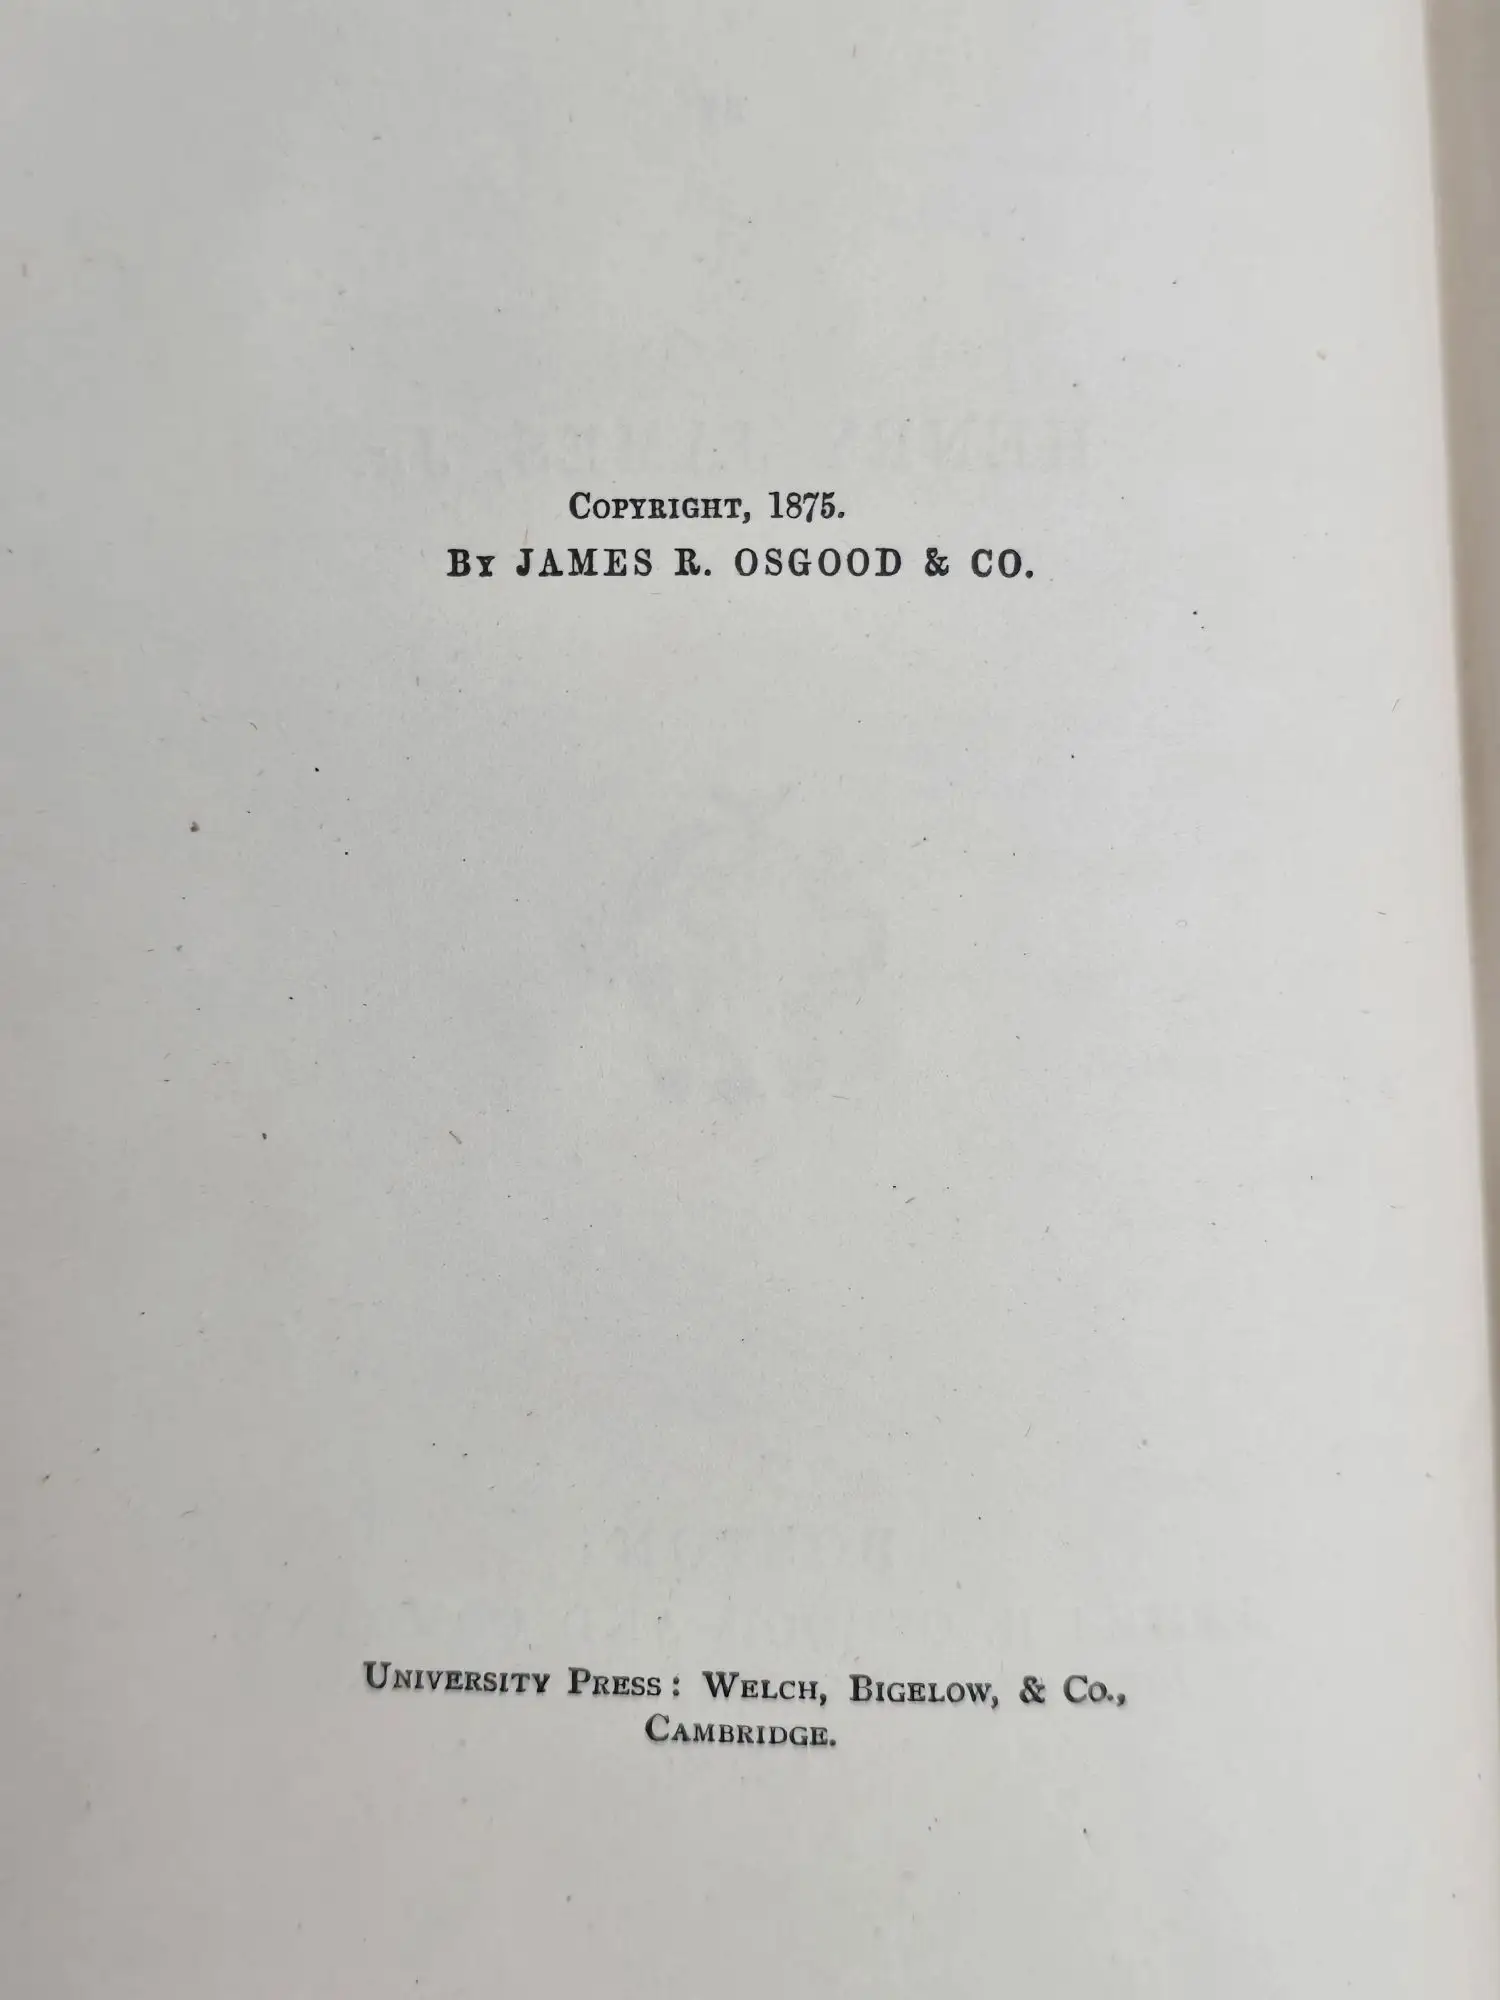 Copyright, 1875.
By JAMES R. OSGOOD & CO.
University Press: Welch, Bigelow, & Co.,
Cambridge.